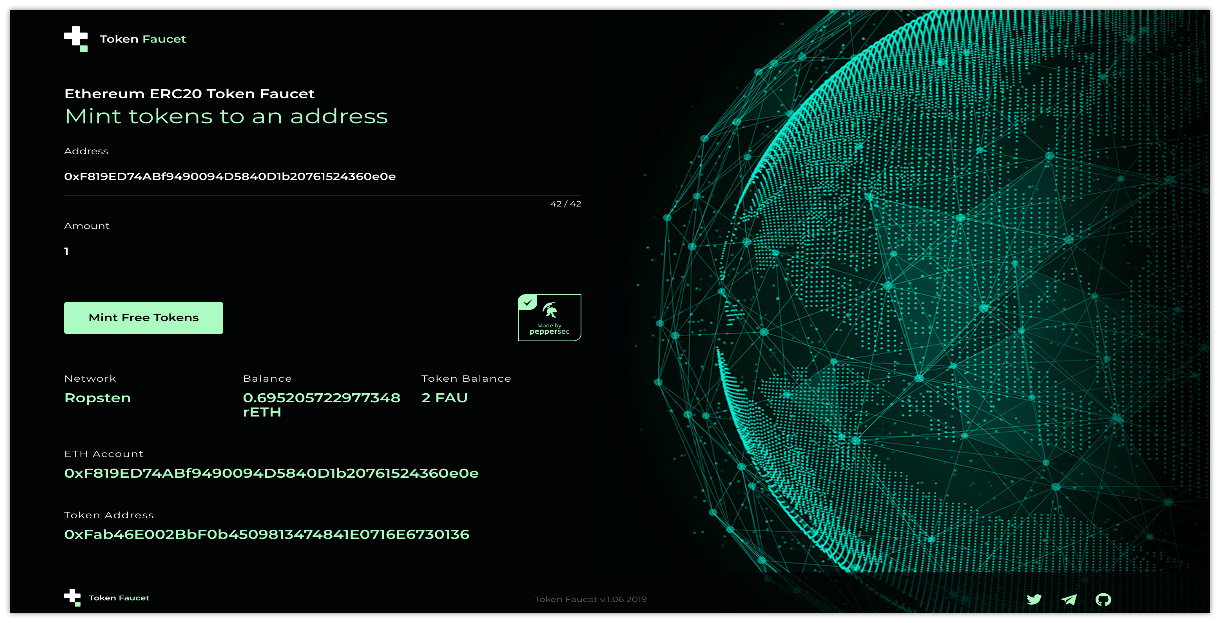 Token Faucet
Ethereum ERC20 Token Faucet
Mint tokens to an address
Address
0xF819ED74ABf9490094D5840D1b20761524360e0e
42 / 42
Amount
1
Mint Free Tokens
Made by
peppersec
Network
Ropsten
Balance
0.695205722977348
rETH
Token Balance
2 FAU
ETH Account
0xF819ED74ABf9490094D5840D1b20761524360e0e
Token Address
0xFab46E002BbF0b4509813474841E0716E6730136
Token Faucet
Token Faucet v.1.06 2019